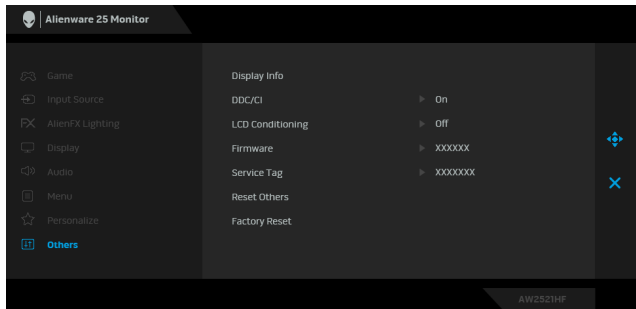 Alienware 25 Monitor
Game
Input Source
AlienFX Lighting
Display
Audio
Menu
Personalize
Others
Display Info
DDC/CI On
LCD Conditioning Off
Firmware XXXXXX
Service Tag XXXXXXX
Reset Others
Factory Reset
AW2521HF